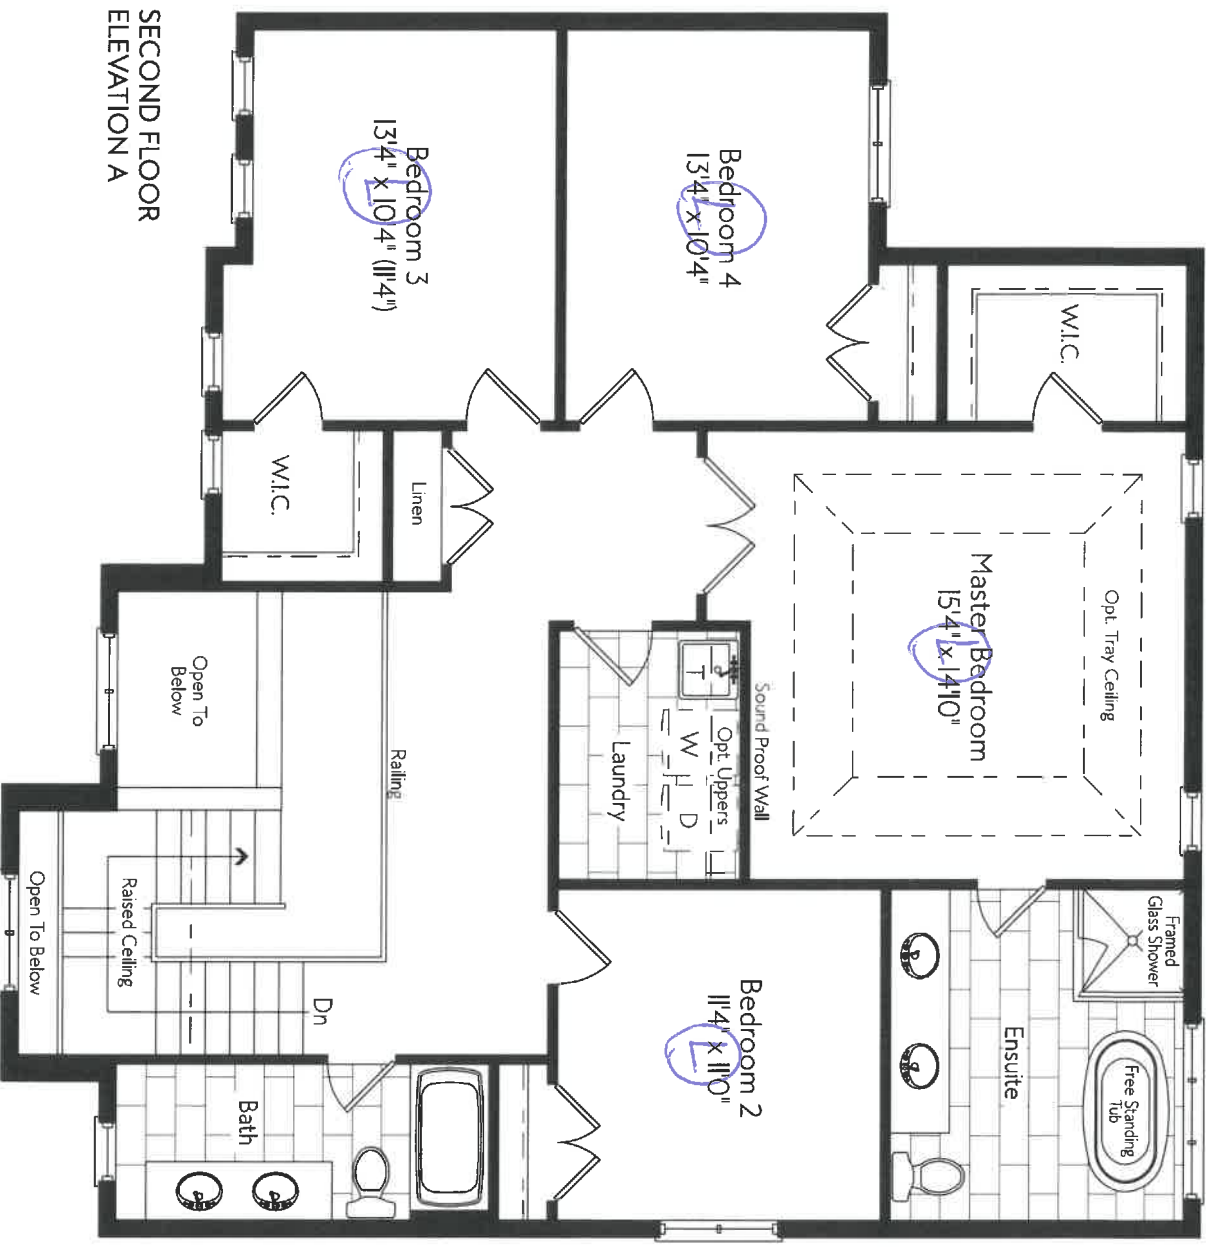 SECOND FLOOR
ELEVATION A
Framed
Glass Shower
Free Standing
Tub
Ensuite
Opt. Tray Ceiling
Master Bedroom
15'4" x 14'10"
L
W.I.C.
Sound Proof Wall
Opt. Uppers
T
W
D
Laundry
Bedroom 2
11'4" x 11'0"
L
Bedroom 4
13'4" x 10'4"
L
Bedroom 3
13'4" x 10'4" (11'4")
L
Linen
W.I.C.
Railing
Open To
Below
Dn
Raised Ceiling
Open To Below
Bath